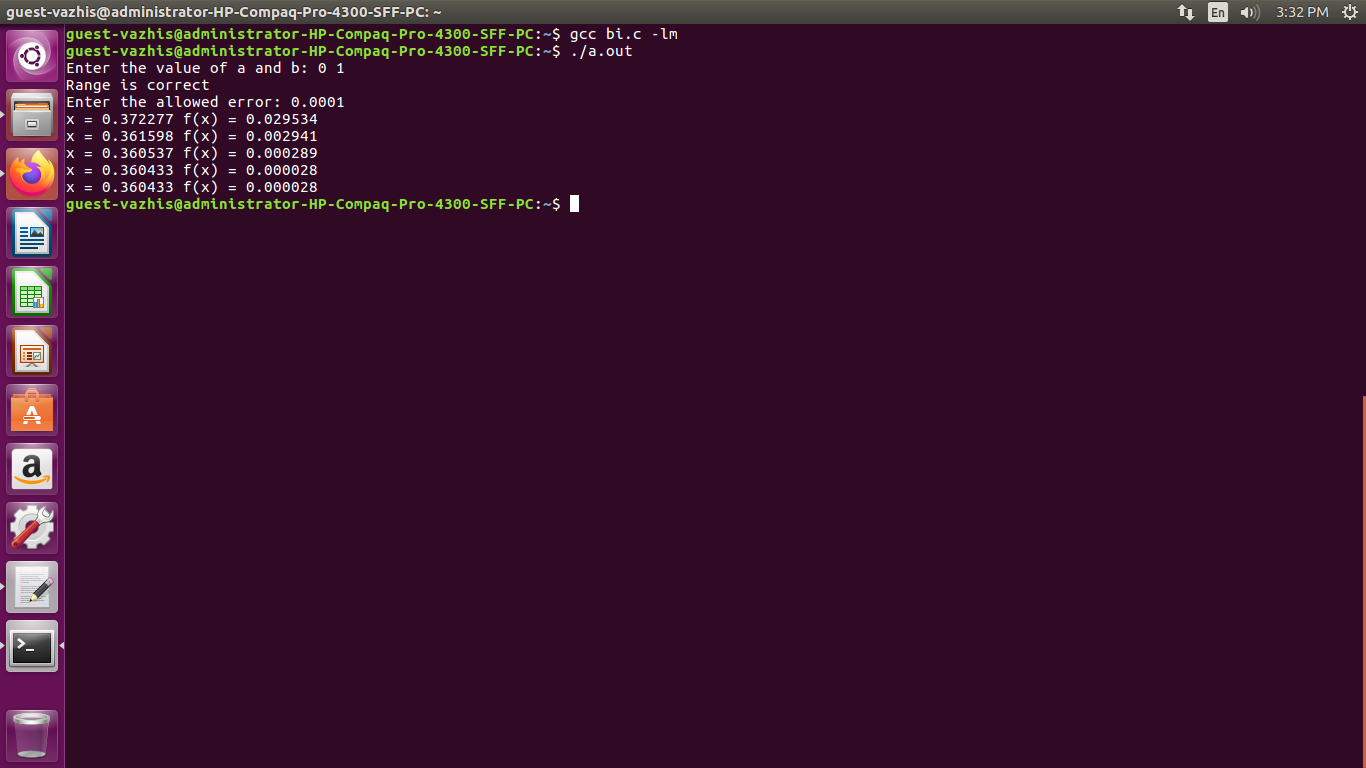 guest-vazhis@administrator-HP-Compaq-Pro-4300-SFF-PC: ~
En
3:32 PM
guest-vazhis@administrator-HP-Compaq-Pro-4300-SFF-PC:~$ gcc bi.c -lm
guest-vazhis@administrator-HP-Compaq-Pro-4300-SFF-PC:~$ ./a.out
Enter the value of a and b: 0 1
Range is correct
Enter the allowed error: 0.0001
x = 0.372277 f(x) = 0.029534
x = 0.361598 f(x) = 0.002941
x = 0.360537 f(x) = 0.000289
x = 0.360433 f(x) = 0.000028
x = 0.360433 f(x) = 0.000028
guest-vazhis@administrator-HP-Compaq-Pro-4300-SFF-PC:~$